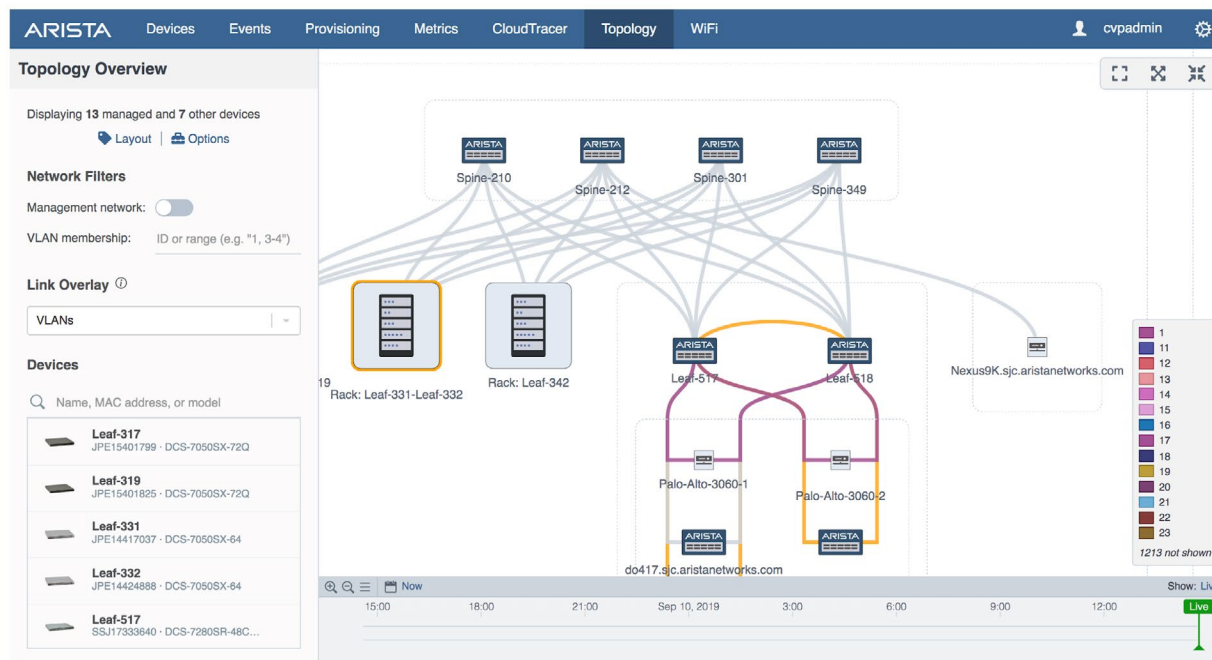 ARISTA Devices Events Provisioning Metrics CloudTracer Topology WiFi cvpadmin
Topology Overview
Displaying 13 managed and 7 other devices
Layout | Options
Network Filters
Management network:
VLAN membership: ID or range (e.g. "1, 3-4")
Link Overlay
VLANs
Devices
Name, MAC address, or model
Leaf-317
JPE15401799 · DCS-7050SX-72Q
Leaf-319
JPE15401825 · DCS-7050SX-72Q
Leaf-331
JPE14417037 · DCS-7050SX-64
Leaf-332
JPE14424888 · DCS-7050SX-64
Leaf-517
SSJ17333640 · DCS-7280SR-48C...
ARISTA ARISTA ARISTA ARISTA
Spine-210 Spine-212 Spine-301 Spine-349
19
Rack: Leaf-331-Leaf-332
Rack: Leaf-342
ARISTA ARISTA
Leaf-517 Leaf-518
Nexus9K.sjc.aristanetworks.com
Palo-Alto-3060-1 Palo-Alto-3060-2
ARISTA ARISTA
do417.sjc.aristanetworks.com
1
11
12
13
14
15
16
17
18
19
20
21
22
23
1213 not shown
Now Show: Liv
15:00 18:00 21:00 Sep 10, 2019 3:00 6:00 9:00 12:00 Live